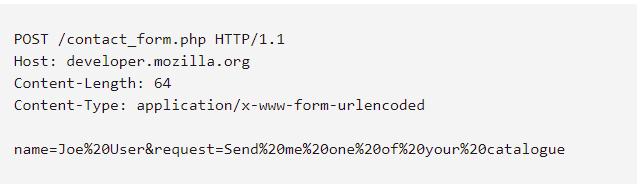 POST /contact_form.php HTTP/1.1
Host: developer.mozilla.org
Content-Length: 64
Content-Type: application/x-www-form-urlencoded
name=Joe%20User&request=Send%20me%20one%20of%20your%20catalogue